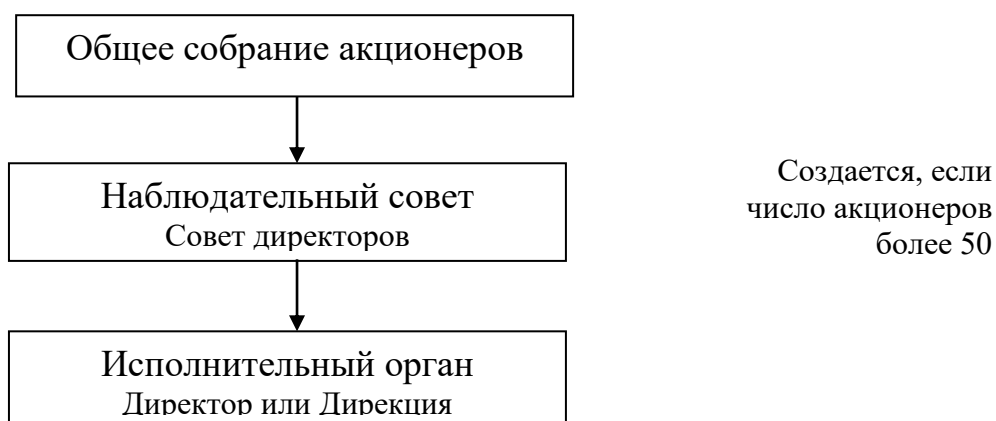 Общее собрание акционеров
Наблюдательный совет
Совет директоров
Создается, если
число акционеров
более 50
Исполнительный орган
Директор или Дирекция